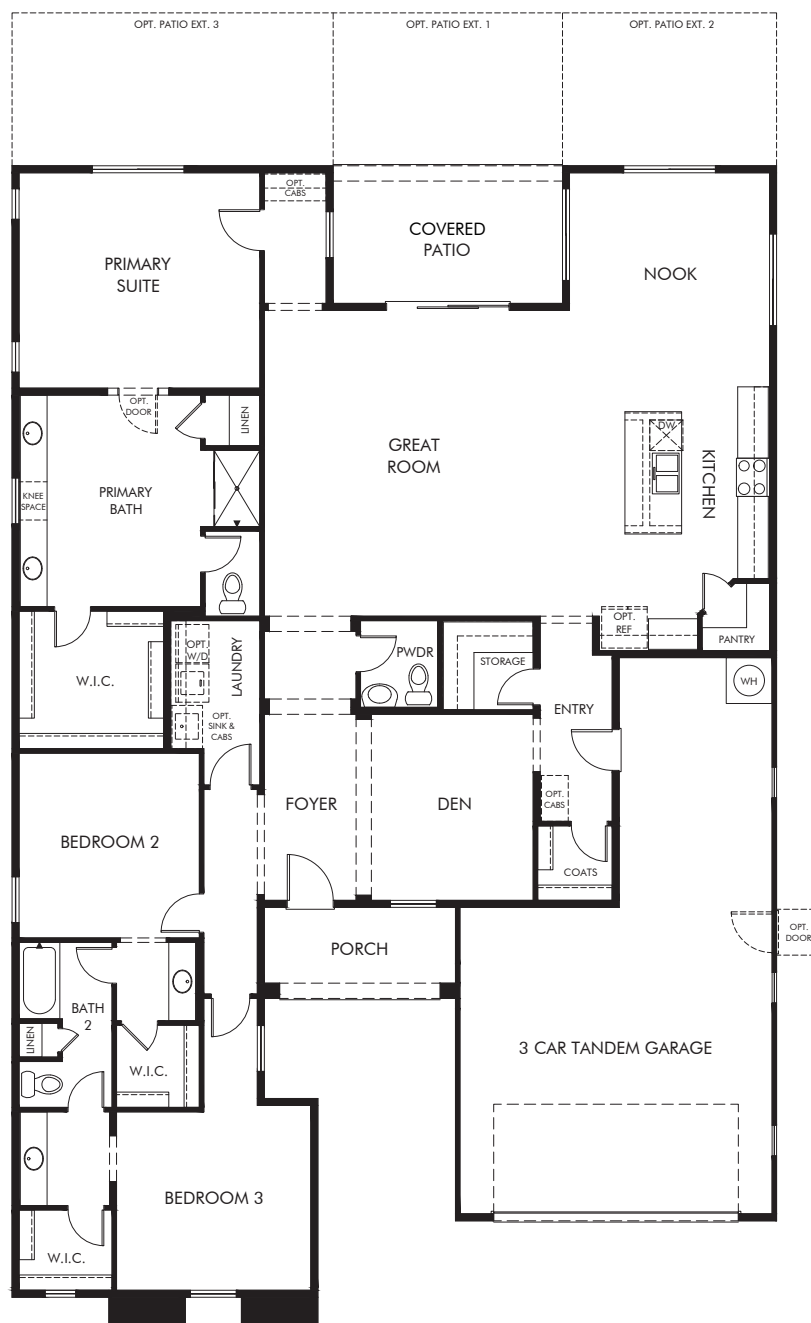 OPT. PATIO EXT. 3
OPT. PATIO EXT. 1
OPT. PATIO EXT. 2
OPT.
CABS
COVERED
PATIO
PRIMARY
SUITE
NOOK
OPT.
DOOR
LINEN
DW
GREAT
ROOM
KITCHEN
KNEE
SPACE
PRIMARY
BATH
OPT.
REF
PANTRY
W.I.C.
OPT.
W/D
LAUNDRY
PWDR
STORAGE
WH
OPT.
SINK &
CABS
ENTRY
FOYER
DEN
OPT.
CABS
BEDROOM 2
COATS
PORCH
OPT.
DOOR
BATH
2
LINEN
W.I.C.
3 CAR TANDEM GARAGE
BEDROOM 3
W.I.C.